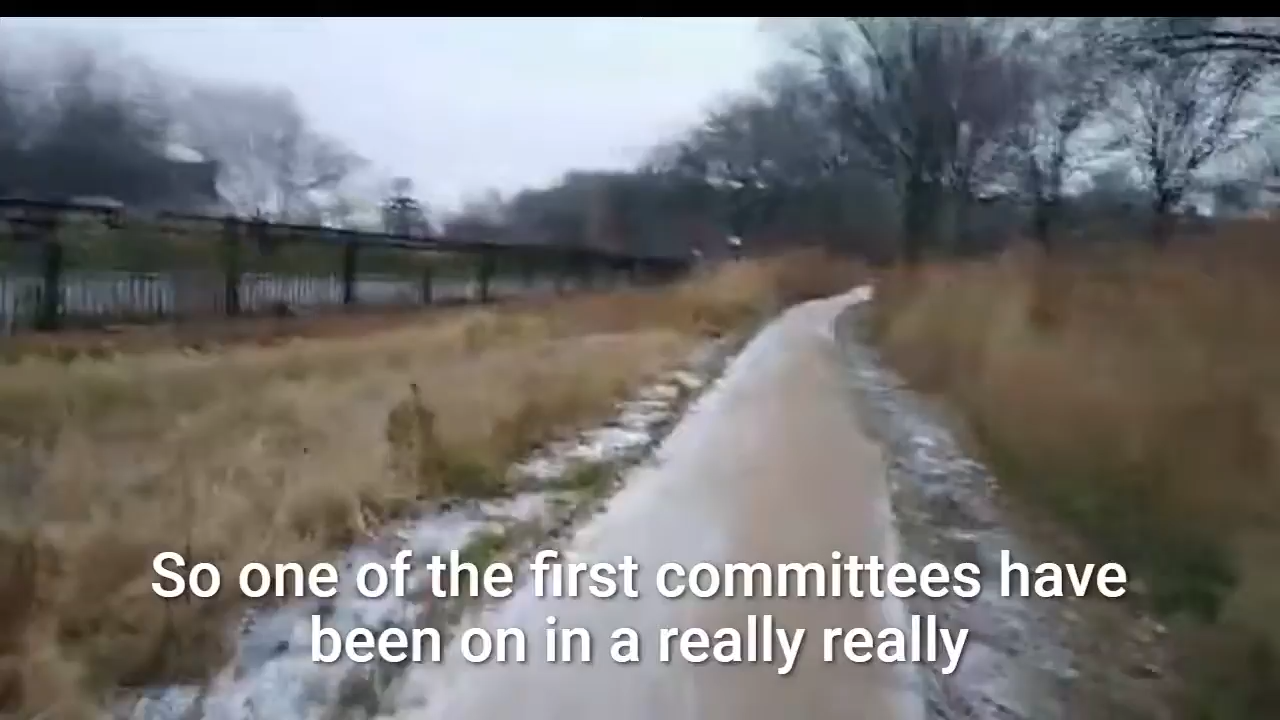 So one of the first committees have
been on in a really really